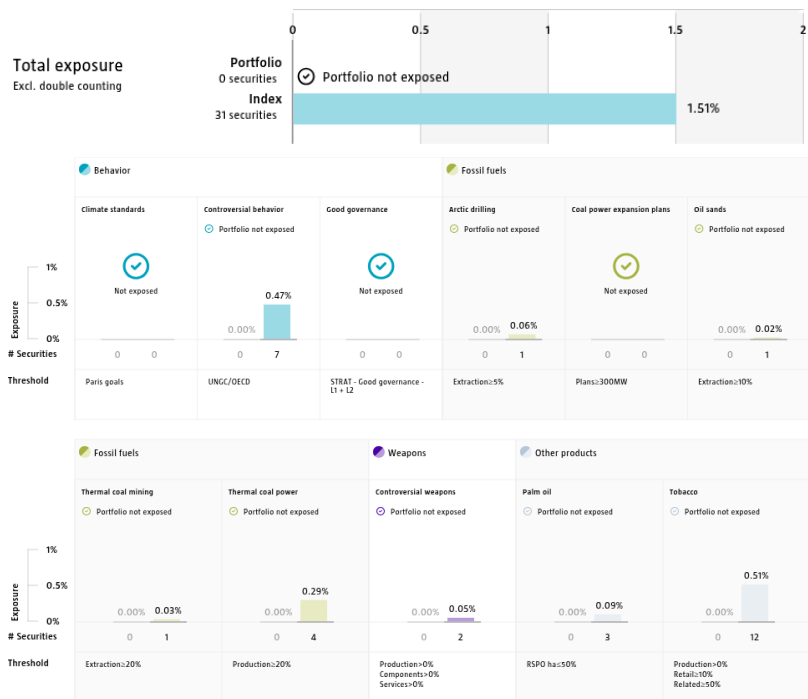 0 0.5 1 1.5 2
Total exposure
Excl. double counting
Portfolio
0 securities
Portfolio not exposed
Index
31 securities
1.51%
Behavior
Fossil fuels
Climate standards
Controversial behavior
Good governance
Arctic drilling
Coal power expansion plans
Oil sands
Portfolio not exposed
Portfolio not exposed
Portfolio not exposed
Not exposed
Not exposed
Not exposed
Exposure
1%
0.5%
0%
0.00% 0.47%
0.00% 0.06%
0.00% 0.02%
# Securities
0 0
0 7
0 0
0 1
0 0
0 1
Threshold
Paris goals
UNGC/OECD
STRAT - Good governance -
L1 + L2
Extraction≥5%
Plans≥300MW
Extraction≥10%
Fossil fuels
Weapons
Other products
Thermal coal mining
Thermal coal power
Controversial weapons
Palm oil
Tobacco
Portfolio not exposed
Portfolio not exposed
Portfolio not exposed
Portfolio not exposed
Portfolio not exposed
Exposure
1%
0.5%
0%
0.00% 0.03%
0.00% 0.29%
0.00% 0.05%
0.00% 0.09%
0.00% 0.51%
# Securities
0 1
0 4
0 2
0 3
0 12
Threshold
Extraction≥20%
Production≥20%
Production>0%
Components>0%
Services>0%
RSPO ha≤50%
Production>0%
Retail≥10%
Related≥50%